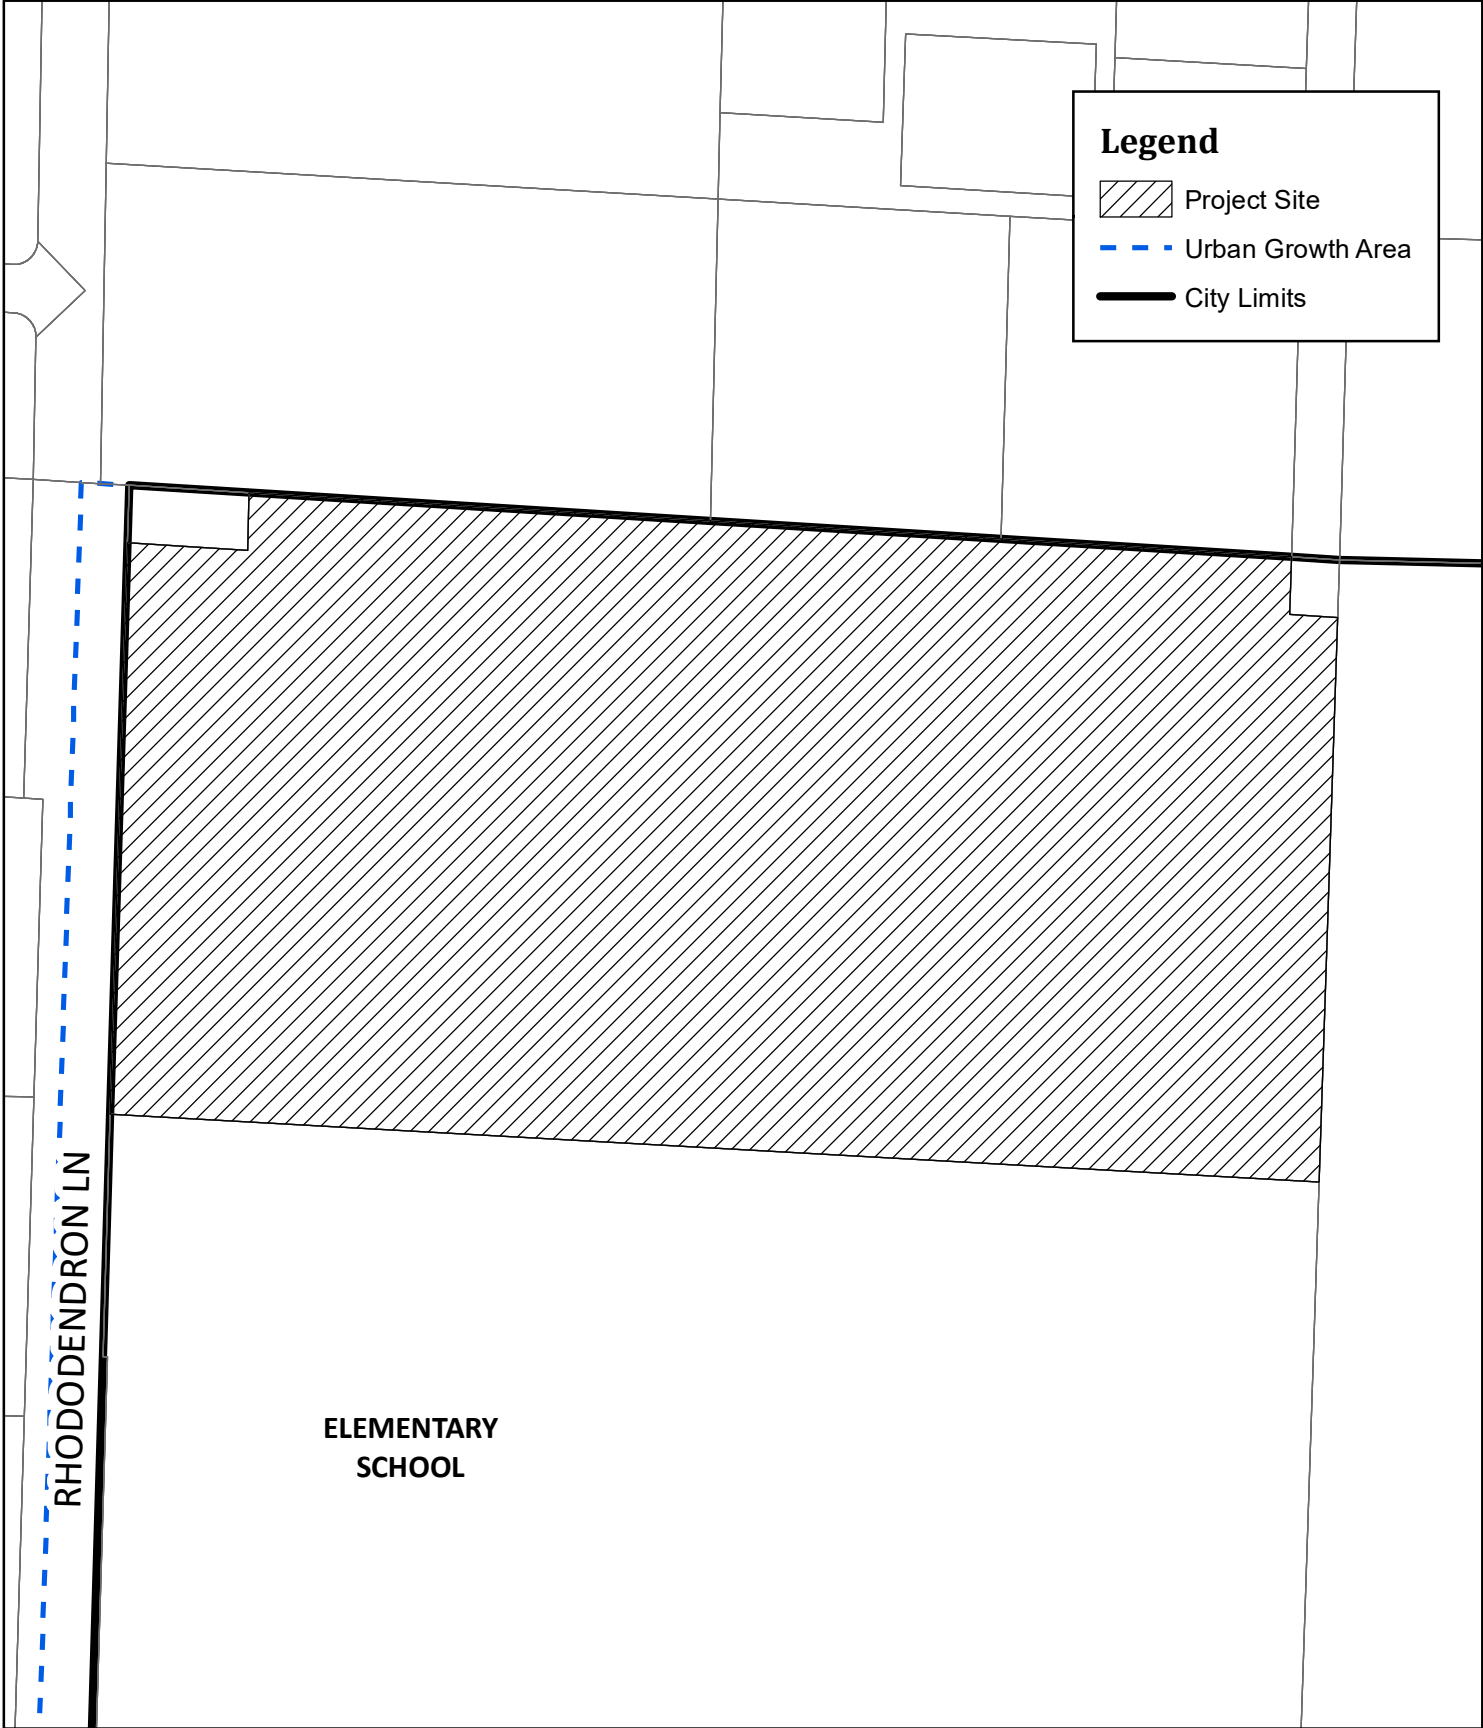 Legend
Project Site
Urban Growth Area
City Limits
RHODODENDRON LN
ELEMENTARY
SCHOOL